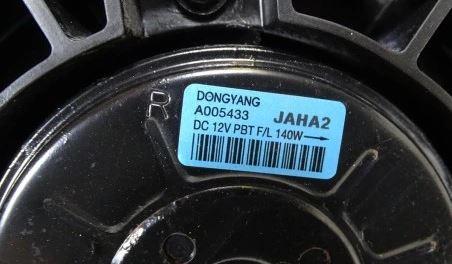 R
DONGYANG
A005433 JAHA2
DC 12V PBT F/L 140W→